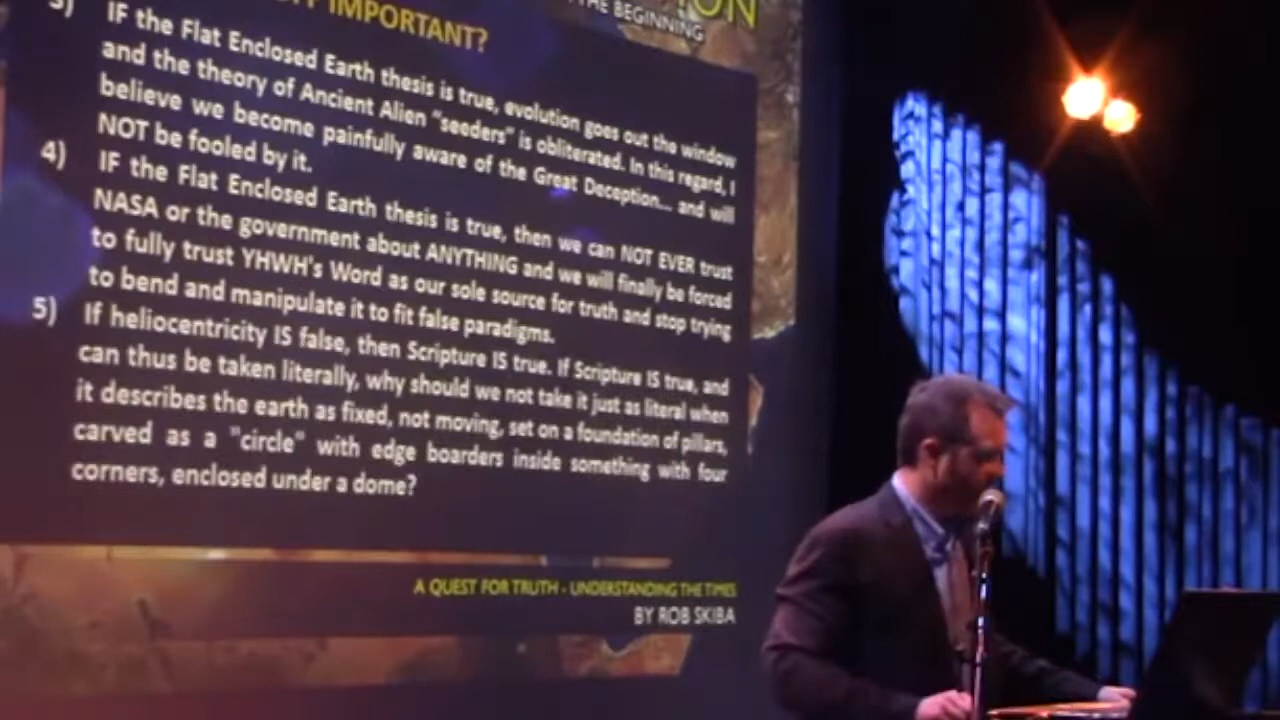 IMPORTANT?
THE BEGINNING
3) IF the Flat Enclosed Earth thesis is true, evolution goes out the window
and the theory of Ancient Alien "seeders" is obliterated. In this regard, I
believe we become painfully aware of the Great Deception... and will
NOT be fooled by it.
4) IF the Flat Enclosed Earth thesis is true, then we can NOT EVER trust
NASA or the government about ANYTHING and we will finally be forced
to fully trust YHWH's Word as our sole source for truth and stop trying
to bend and manipulate it to fit false paradigms.
5) If heliocentricity IS false, then Scripture IS true. If Scripture IS true, and
can thus be taken literally, why should we not take it just as literal when
it describes the earth as fixed, not moving, set on a foundation of pillars,
carved as a "circle" with edge boarders inside something with four
corners, enclosed under a dome?
A QUEST FOR TRUTH - UNDERSTANDING THE TIMES
BY ROB SKIBA